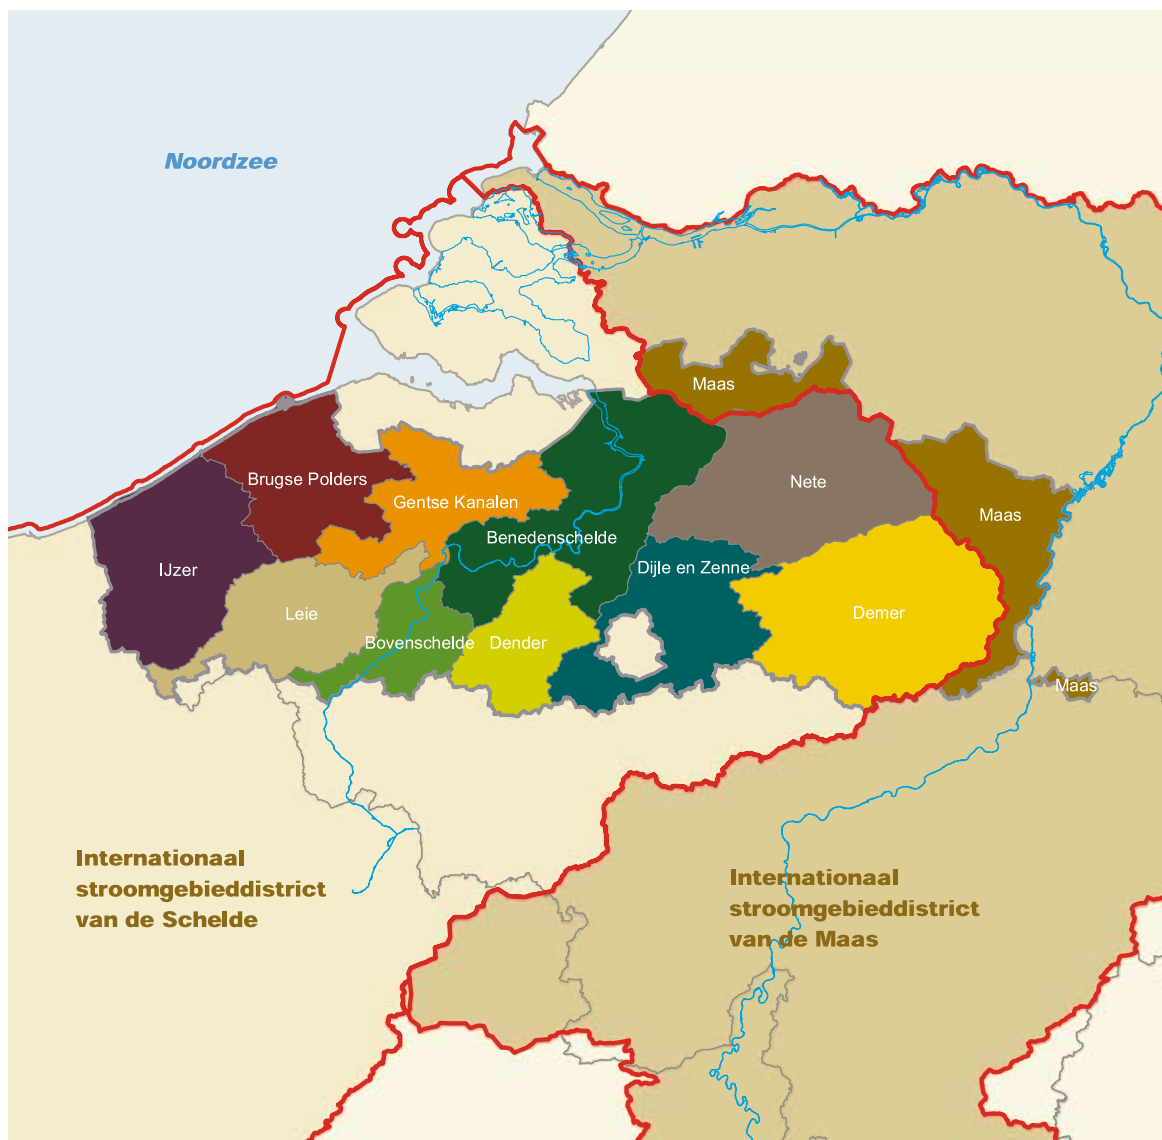 Noordzee
Maas
Brugse Polders
Nete
Gentse Kanalen
Maas
Benedenschelde
IJzer
Dijle en Zenne
Leie
Demer
Bovenschelde
Dender
Maas
Internationaal
stroomgebieddistrict
van de Schelde
Internationaal
stroomgebieddistrict
van de Maas